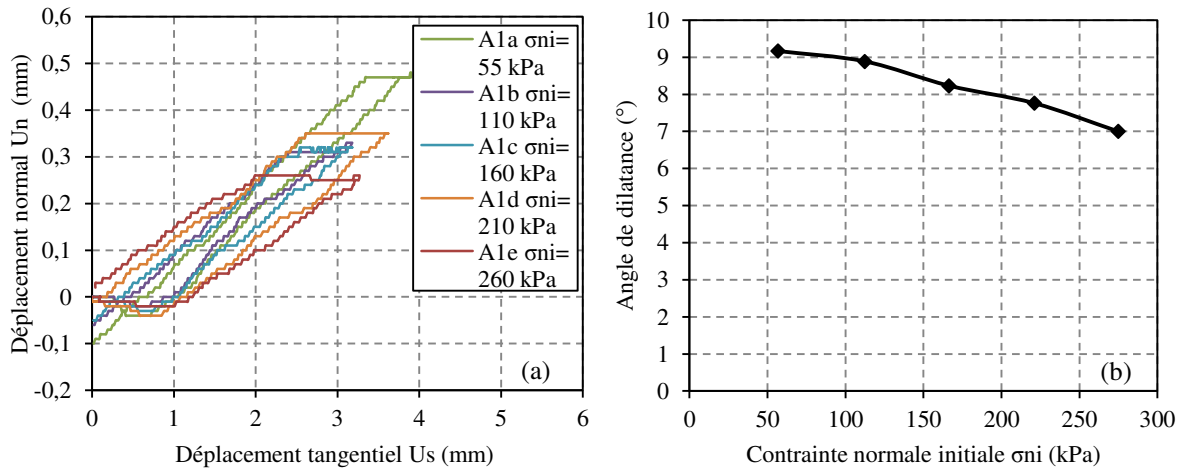 0,6
0,5
0,4
0,3
0,2
0,1
0
-0,1
-0,2
0
1
2
3
4
5
6
Déplacement normal Un (mm)
Déplacement tangentiel Us (mm)
A1a σni=
55 kPa
A1b σni=
110 kPa
A1c σni=
160 kPa
A1d σni=
210 kPa
A1e σni=
260 kPa
(a)
10
9
8
7
6
5
4
3
2
1
0
0
50
100
150
200
250
300
Angle de dilatance (°)
Contrainte normale initiale σni (kPa)
(b)